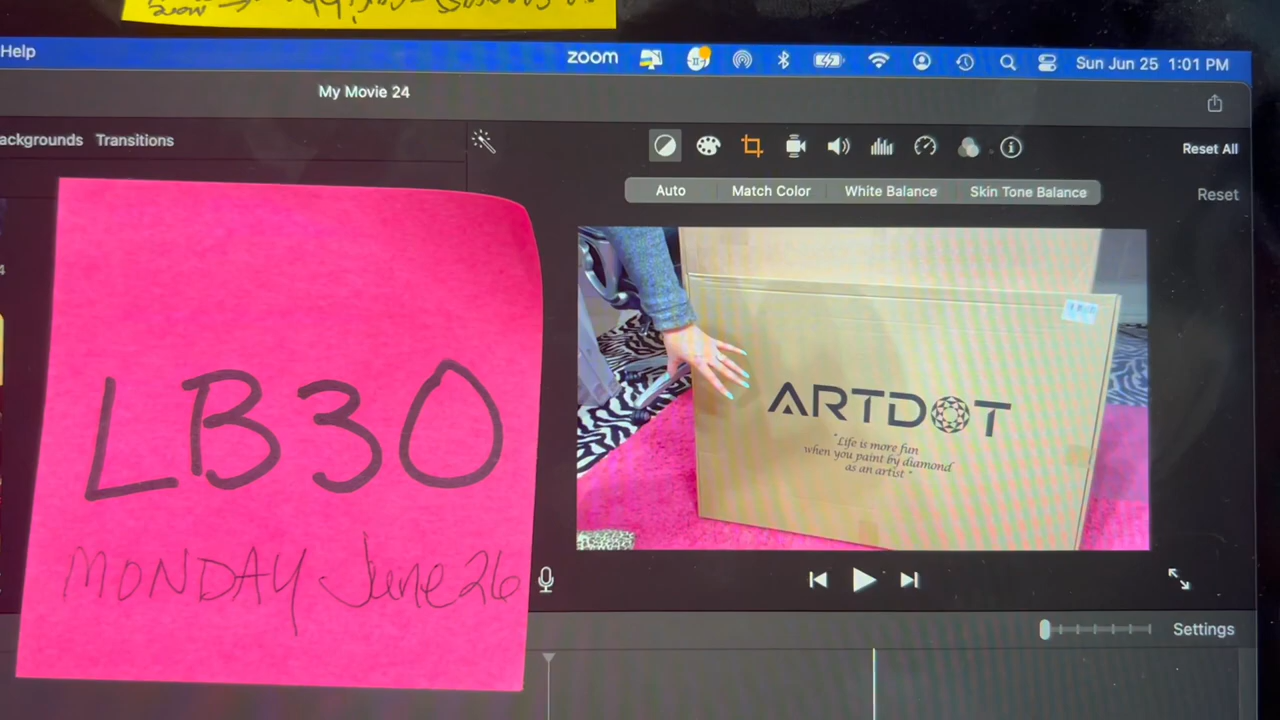 Help
zoom
Sun Jun 25 1:01 PM
My Movie 24
ackgrounds Transitions
Reset All
Auto
Match Color
White Balance
Skin Tone Balance
Reset
4
LB30
MONDAY June 26
ARTDOT
"Life is more fun
when you paint by diamond
as an artist"
Settings